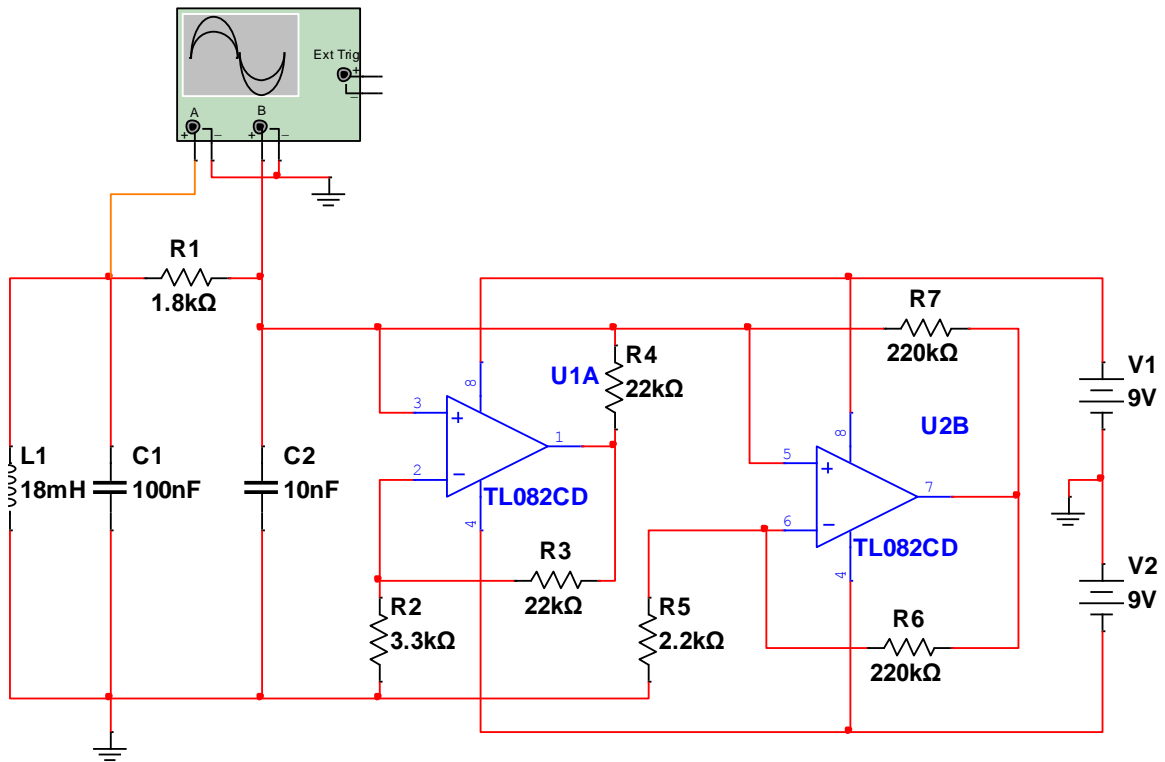 Ext Trig
+
–
A
B
+ – + –
R1
1.8kΩ
R7
220kΩ
R4
22kΩ
U1A
8
3
+
1
2
–
4
TL082CD
V1
9V
U2B
8
5
+
7
6
–
4
TL082CD
L1
18mH
C1
100nF
C2
10nF
R3
22kΩ
R2
3.3kΩ
R5
2.2kΩ
R6
220kΩ
V2
9V